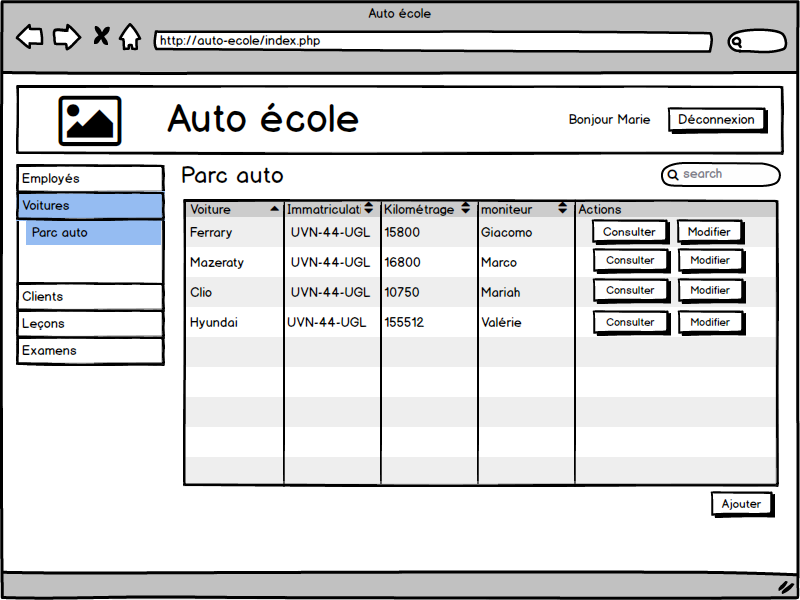 Auto école
http://auto-ecole/index.php
Auto école
Bonjour Marie Déconnexion
Employés
Voitures
Parc auto
Clients
Leçons
Examens
Parc auto
search
Voiture Immatriculati Kilométrage moniteur Actions
Ferrary UVN-44-UGL 15800 Giacomo Consulter Modifier
Mazeraty UVN-44-UGL 16800 Marco Consulter Modifier
Clio UVN-44-UGL 10750 Mariah Consulter Modifier
Hyundai UVN-44-UGL 155512 Valérie Consulter Modifier
Ajouter